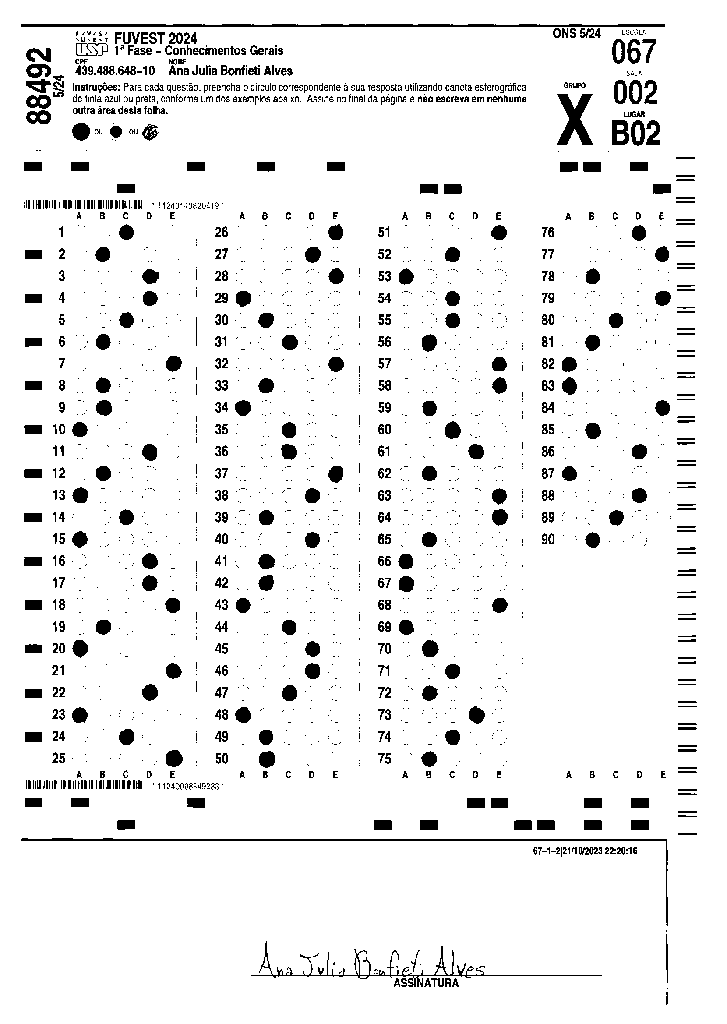 FUVEST USP
FUVEST 2024
1ª Fase – Conhecimentos Gerais
CPF NOME
439.488.648–10 Ana Julia Bonfieti Alves
Instruções: Para cada questão, preencha o círculo correspondente à sua resposta utilizando caneta esferográfica
de tinta azul ou preta, conforme um dos exemplos abaixo. Assine no final da página e não escreva em nenhume
outra área desta folha.
OU OU
88492
5/24
ONS 5/24
ESCOLA
067
SALA
002
LUGAR
B02
GRUPO
X
A B C D E A B C D E A B C D E A B C D E
1 26 51 76
2 27 52 77
3 28 53 78
4 29 54 79
5 30 55 80
6 31 56 81
7 32 57 82
8 33 58 83
9 34 59 84
10 35 60 85
11 36 61 86
12 37 62 87
13 38 63 88
14 39 64 89
15 40 65 90
16 41 66
17 42 67
18 43 68
19 44 69
20 45 70
21 46 71
22 47 72
23 48 73
24 49 74
25 50 75
A B C D E A B C D E A B C D E A B C D E
67–1–2|21/10/2023 22:20:16
Ana Julia Bonfieti Alves
ASSINATURA